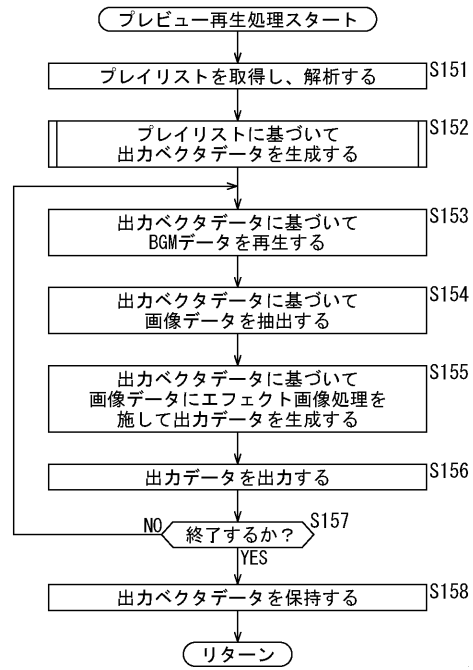 プレビュー再生処理スタート
プレイリストを取得し、解析する
S151
プレイリストに基づいて
出力ベクタデータを生成する
S152
出力ベクタデータに基づいて
BGMデータを再生する
S153
出力ベクタデータに基づいて
画像データを抽出する
S154
出力ベクタデータに基づいて
画像データにエフェクト画像処理を
施して出力データを生成する
S155
出力データを出力する
S156
終了するか？
S157
NO
YES
出力ベクタデータを保持する
S158
リターン